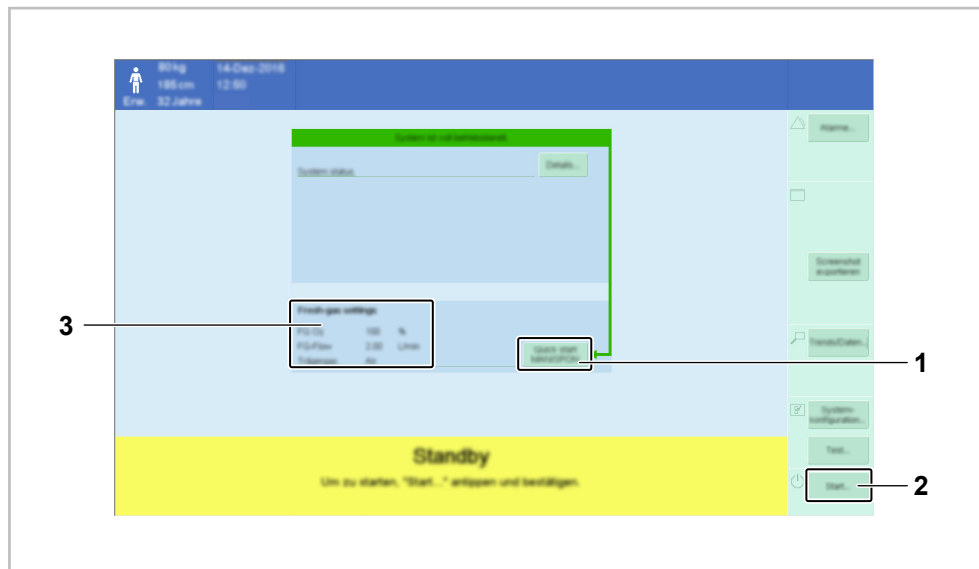 90 kg 14-Dez-2016
185 cm 12:50
Erw. 32 Jahre
System ist voll betriebsbereit.
Alarme...
System status
Details...
Screenshot
exportieren
Fresh-gas settings
3
FG O₂ 100 %
FG-Flow 2.00 L/min
Trägergas Air
Quick start
MAN/SPON
1
Trends/Daten...
System-
konfiguration...
Test...
Standby
Um zu starten, "Start..." antippen und bestätigen.
Start...
2